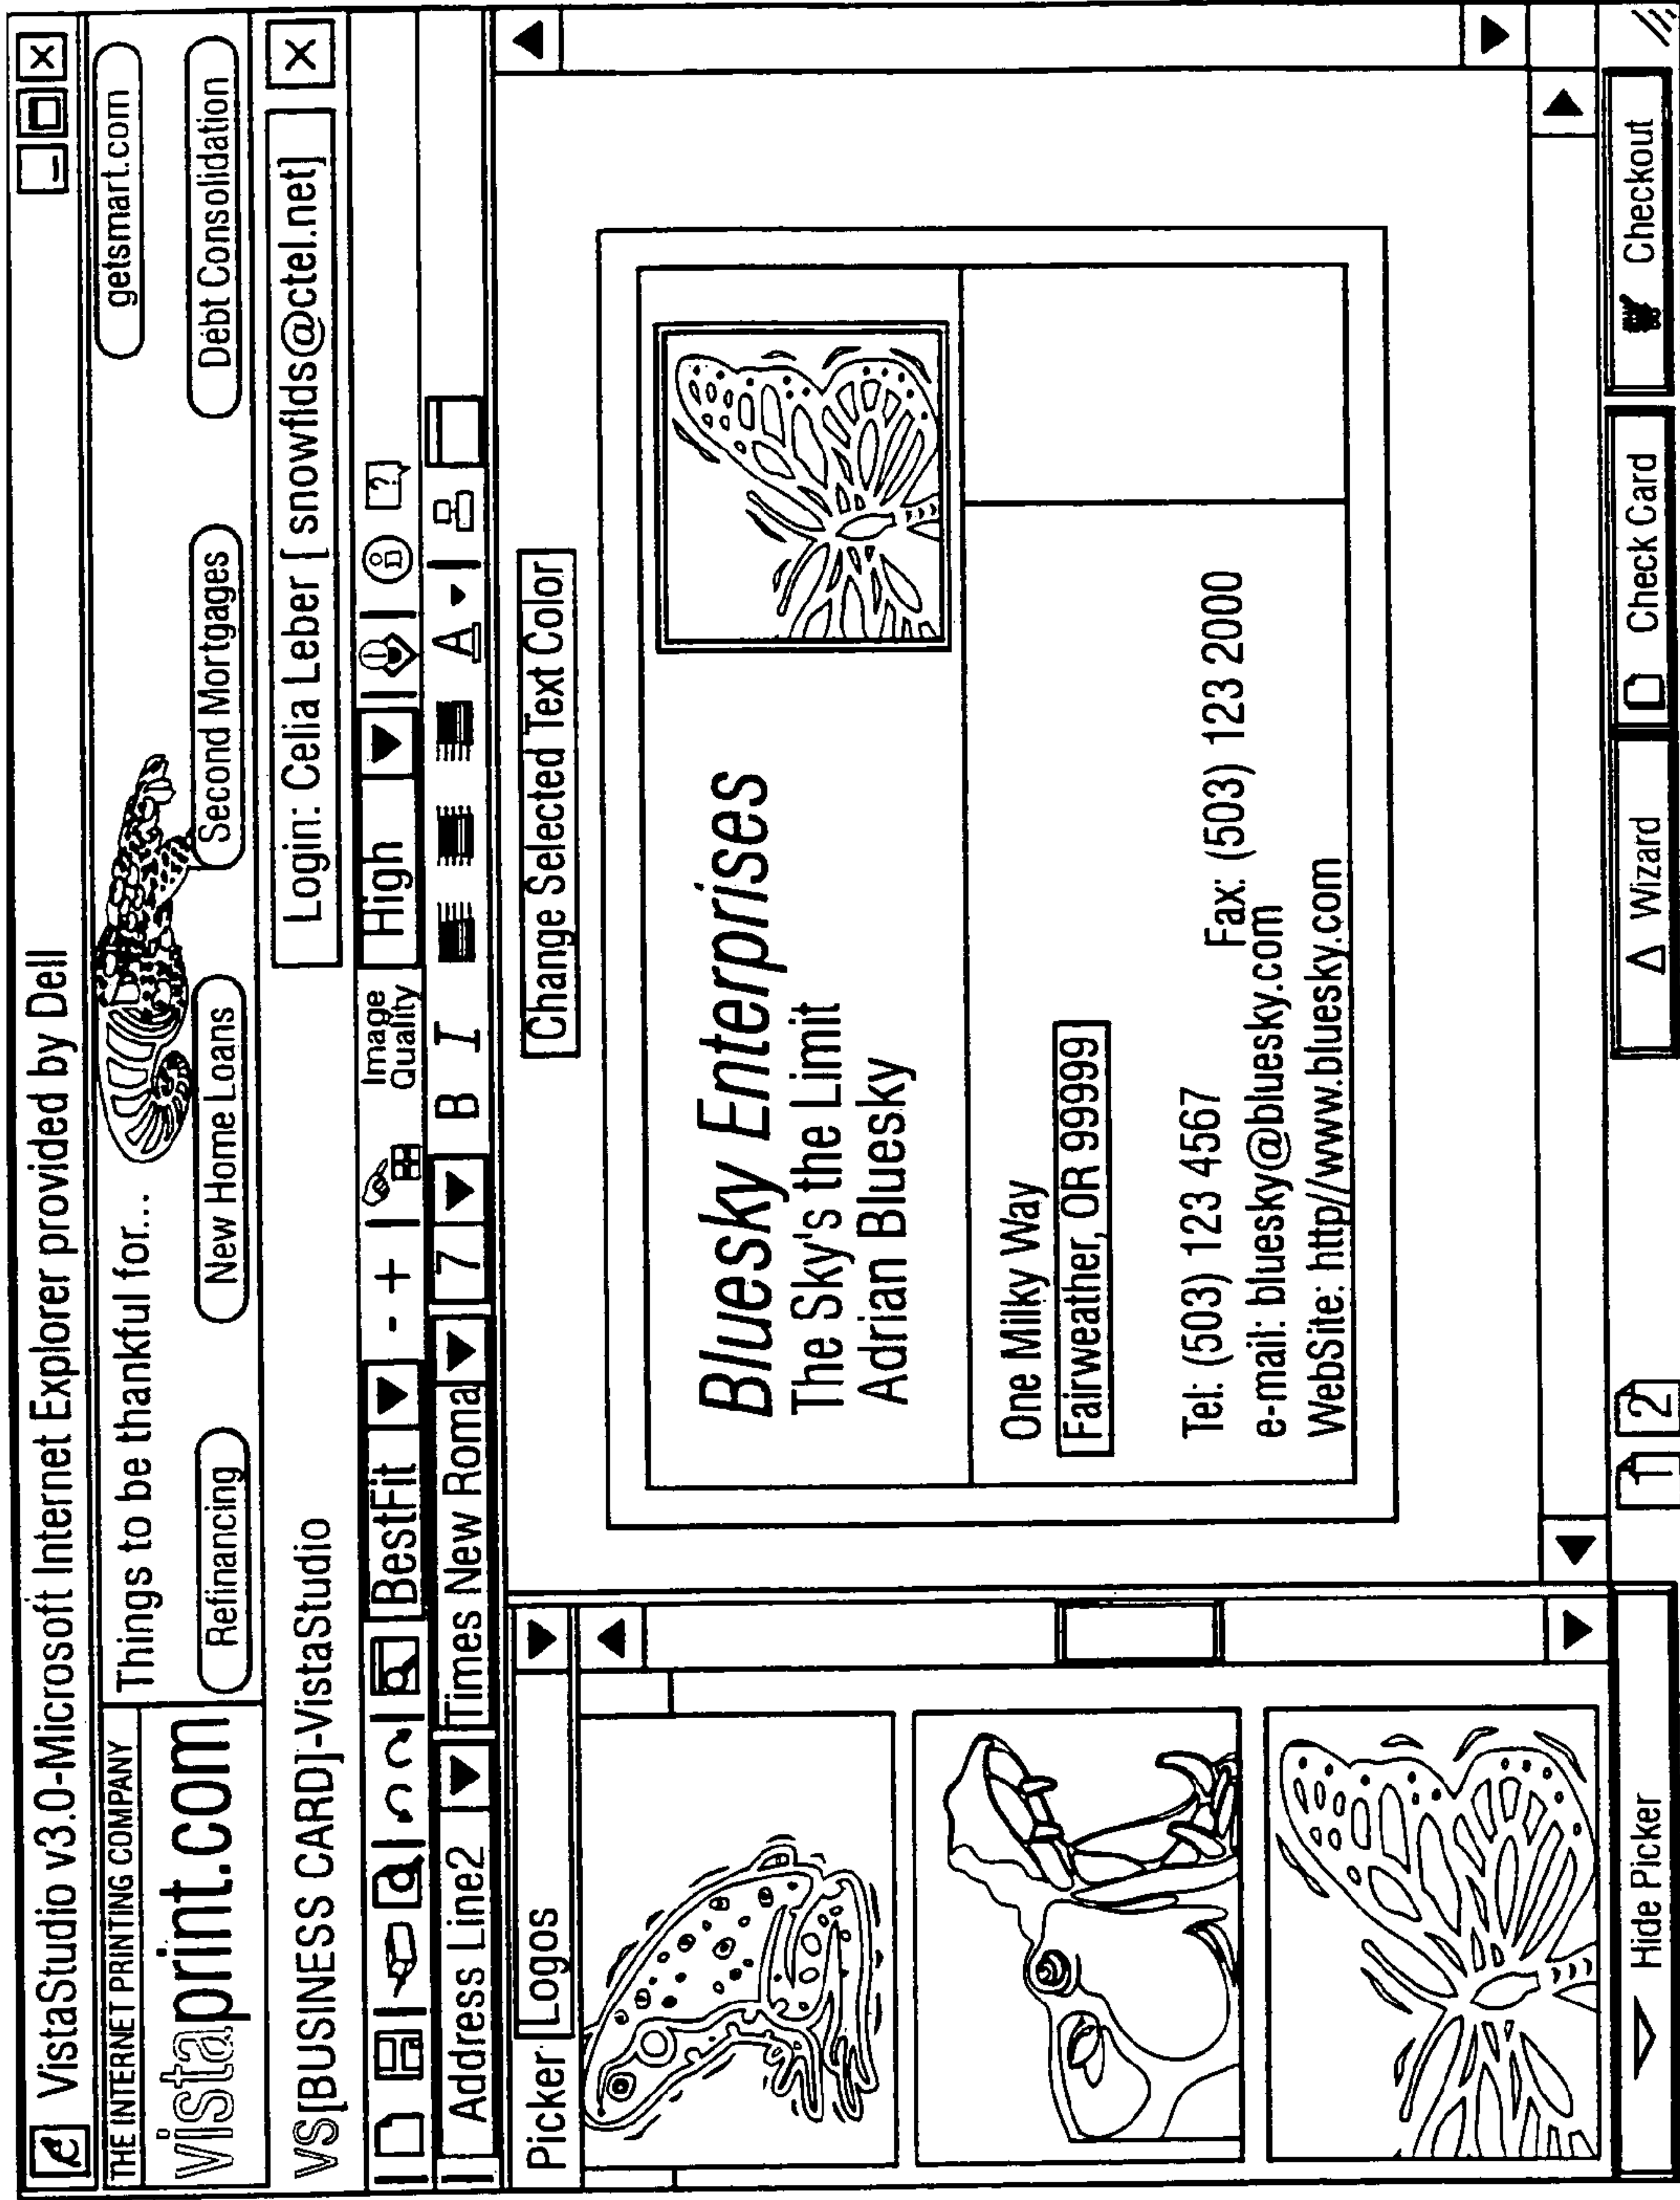 VistaStudio v3.0-Microsoft Internet Explorer provided by Dell
THE INTERNET PRINTING COMPANY
vistaprint.com
Things to be thankful for...
getsmart.com
Refinancing
New Home Loans
Second Mortgages
Debt Consolidation
VS[BUSINESS CARD]-VistaStudio
Login: Celia Leber [ snowflds@ctel.net]
BestFit
- +
Image
Quality
High
?
Address Line2
Times New Roma
7
B I
A
Picker
Logos
Change Selected Text Color
Bluesky Enterprises
The Sky's the Limit
Adrian Bluesky
One Milky Way
Fairweather, OR 99999
Tel: (503) 123 4567
Fax: (503) 123 2000
e-mail: bluesky@bluesky.com
WebSite: http//www.bluesky.com
Hide Picker
1 2
Wizard
Check Card
Checkout